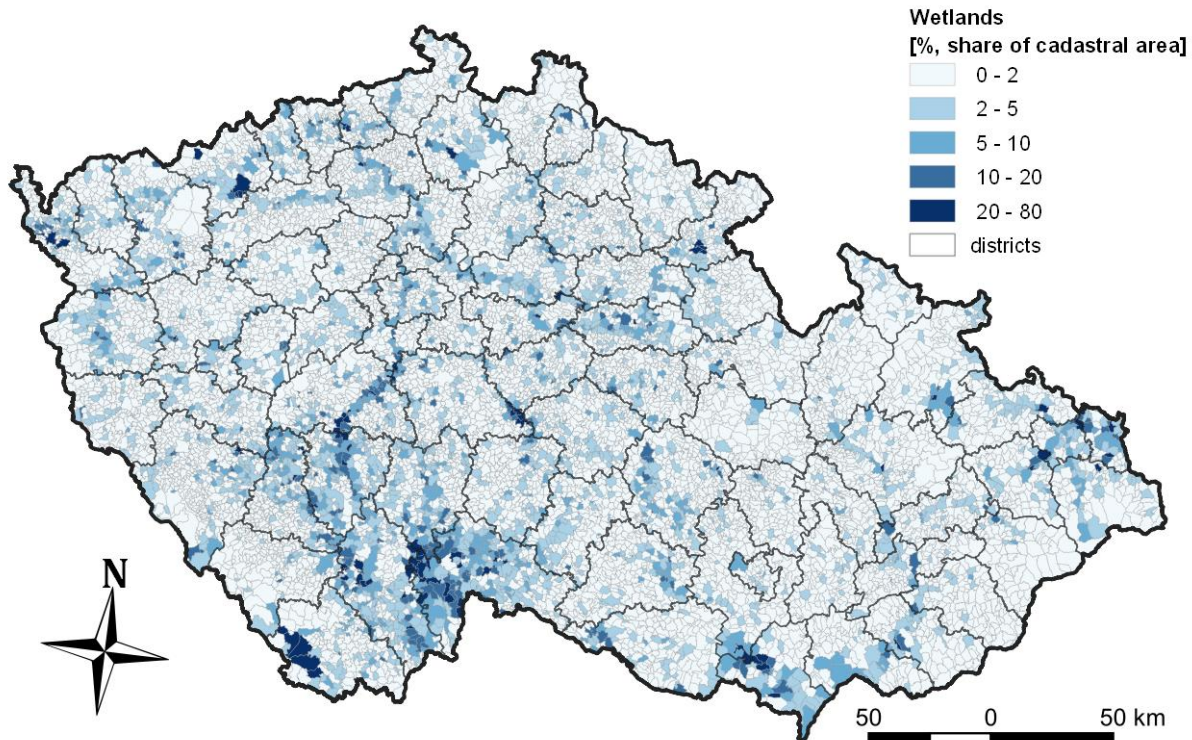 Wetlands
[%, share of cadastral area]
0 - 2
2 - 5
5 - 10
10 - 20
20 - 80
districts
N
50 0 50 km